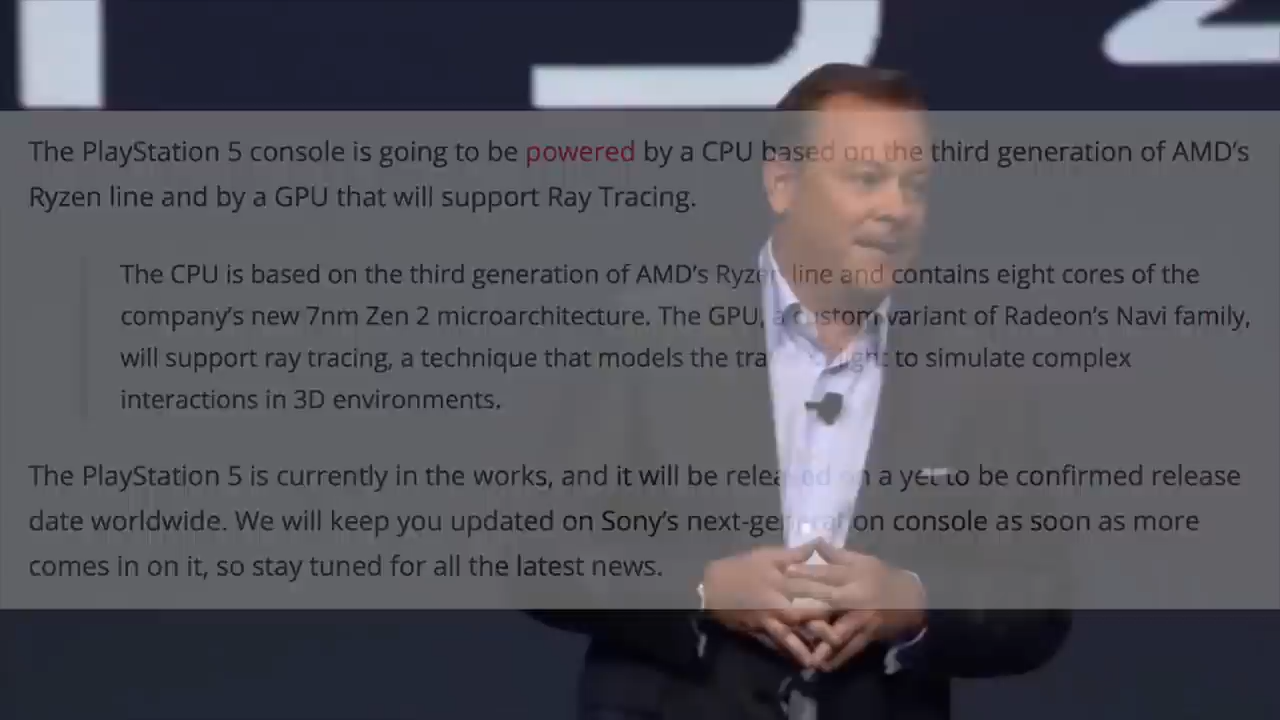 The PlayStation 5 console is going to be powered by a CPU based on the third generation of AMD's
Ryzen line and by a GPU that will support Ray Tracing.
The CPU is based on the third generation of AMD's Ryzen line and contains eight cores of the
company's new 7nm Zen 2 microarchitecture. The GPU, a custom variant of Radeon's Navi family,
will support ray tracing, a technique that models the to simulate complex
interactions in 3D environments.
The PlayStation 5 is currently in the works, and it will be released on a yet to be confirmed release
date worldwide. We will keep you updated on Sony's next-generation console as soon as more
comes in on it, so stay tuned for all the latest news.